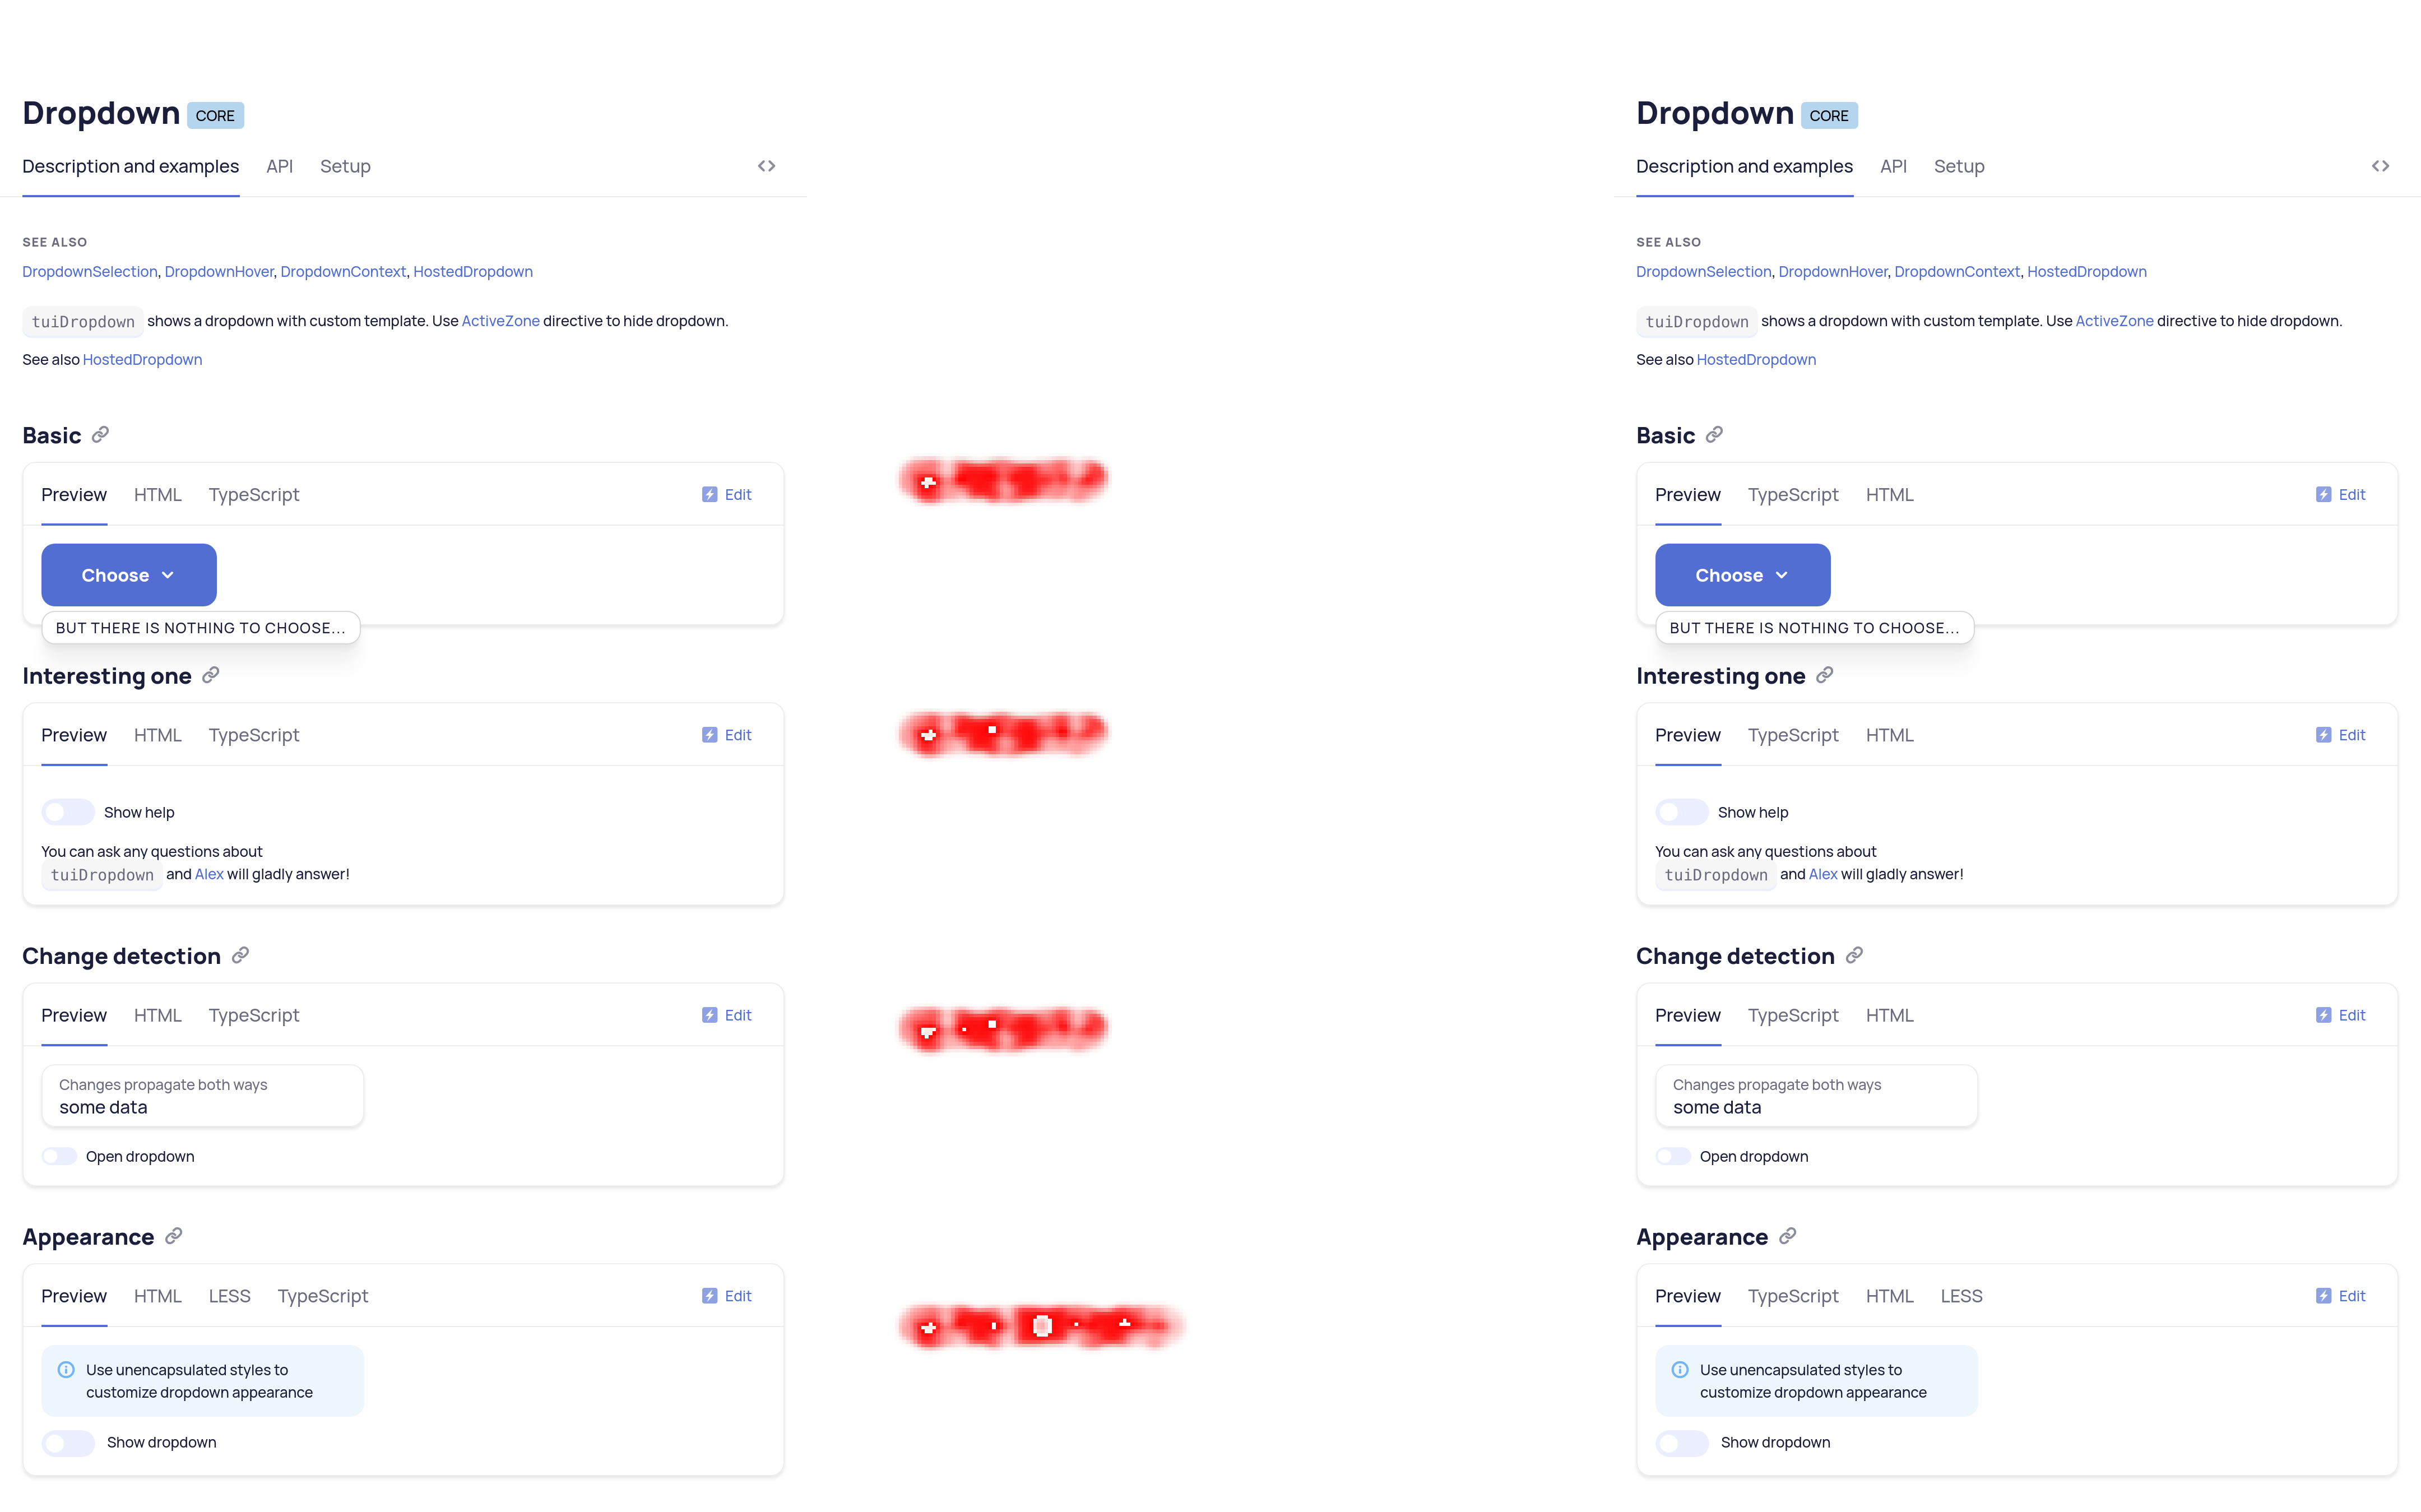 Dropdown CORE
Description and examples API Setup
SEE ALSO
DropdownSelection, DropdownHover, DropdownContext, HostedDropdown
tuiDropdown shows a dropdown with custom template. Use ActiveZone directive to hide dropdown.
See also HostedDropdown
Basic
Preview HTML TypeScript Edit
Choose
BUT THERE IS NOTHING TO CHOOSE...
Interesting one
Preview HTML TypeScript Edit
Show help
You can ask any questions about
tuiDropdown and Alex will gladly answer!
Change detection
Preview HTML TypeScript Edit
Changes propagate both ways
some data
Open dropdown
Appearance
Preview HTML LESS TypeScript Edit
Use unencapsulated styles to
customize dropdown appearance
Show dropdown
Dropdown CORE
Description and examples API Setup
SEE ALSO
DropdownSelection, DropdownHover, DropdownContext, HostedDropdown
tuiDropdown shows a dropdown with custom template. Use ActiveZone directive to hide dropdown.
See also HostedDropdown
Basic
Preview TypeScript HTML Edit
Choose
BUT THERE IS NOTHING TO CHOOSE...
Interesting one
Preview TypeScript HTML Edit
Show help
You can ask any questions about
tuiDropdown and Alex will gladly answer!
Change detection
Preview TypeScript HTML Edit
Changes propagate both ways
some data
Open dropdown
Appearance
Preview TypeScript HTML LESS Edit
Use unencapsulated styles to
customize dropdown appearance
Show dropdown